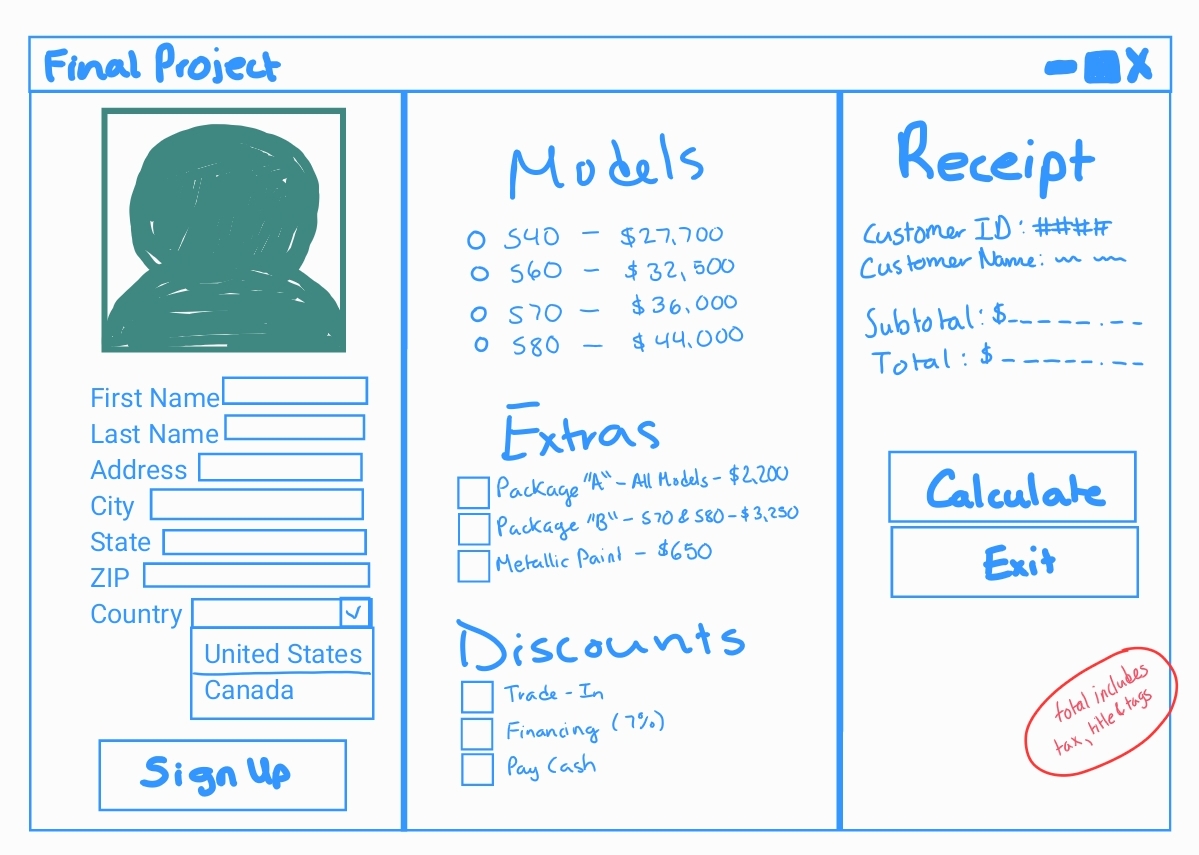 Final Project
X
First Name
Last Name
Address
City
State
ZIP
Country
United States
Canada
Sign Up
Models
S40 - $27,700
S60 - $32,500
S70 - $36,000
S80 - $44,000
Extras
Package "A" - All Models - $2,200
Package "B" - S70 & S80 - $3,250
Metallic Paint - $650
Discounts
Trade-In
Financing (7%)
Pay Cash
Receipt
Customer ID: ####
Customer Name:
Subtotal: $_____.__
Total: $_____.__
Calculate
Exit
total includes
tax, title & tags